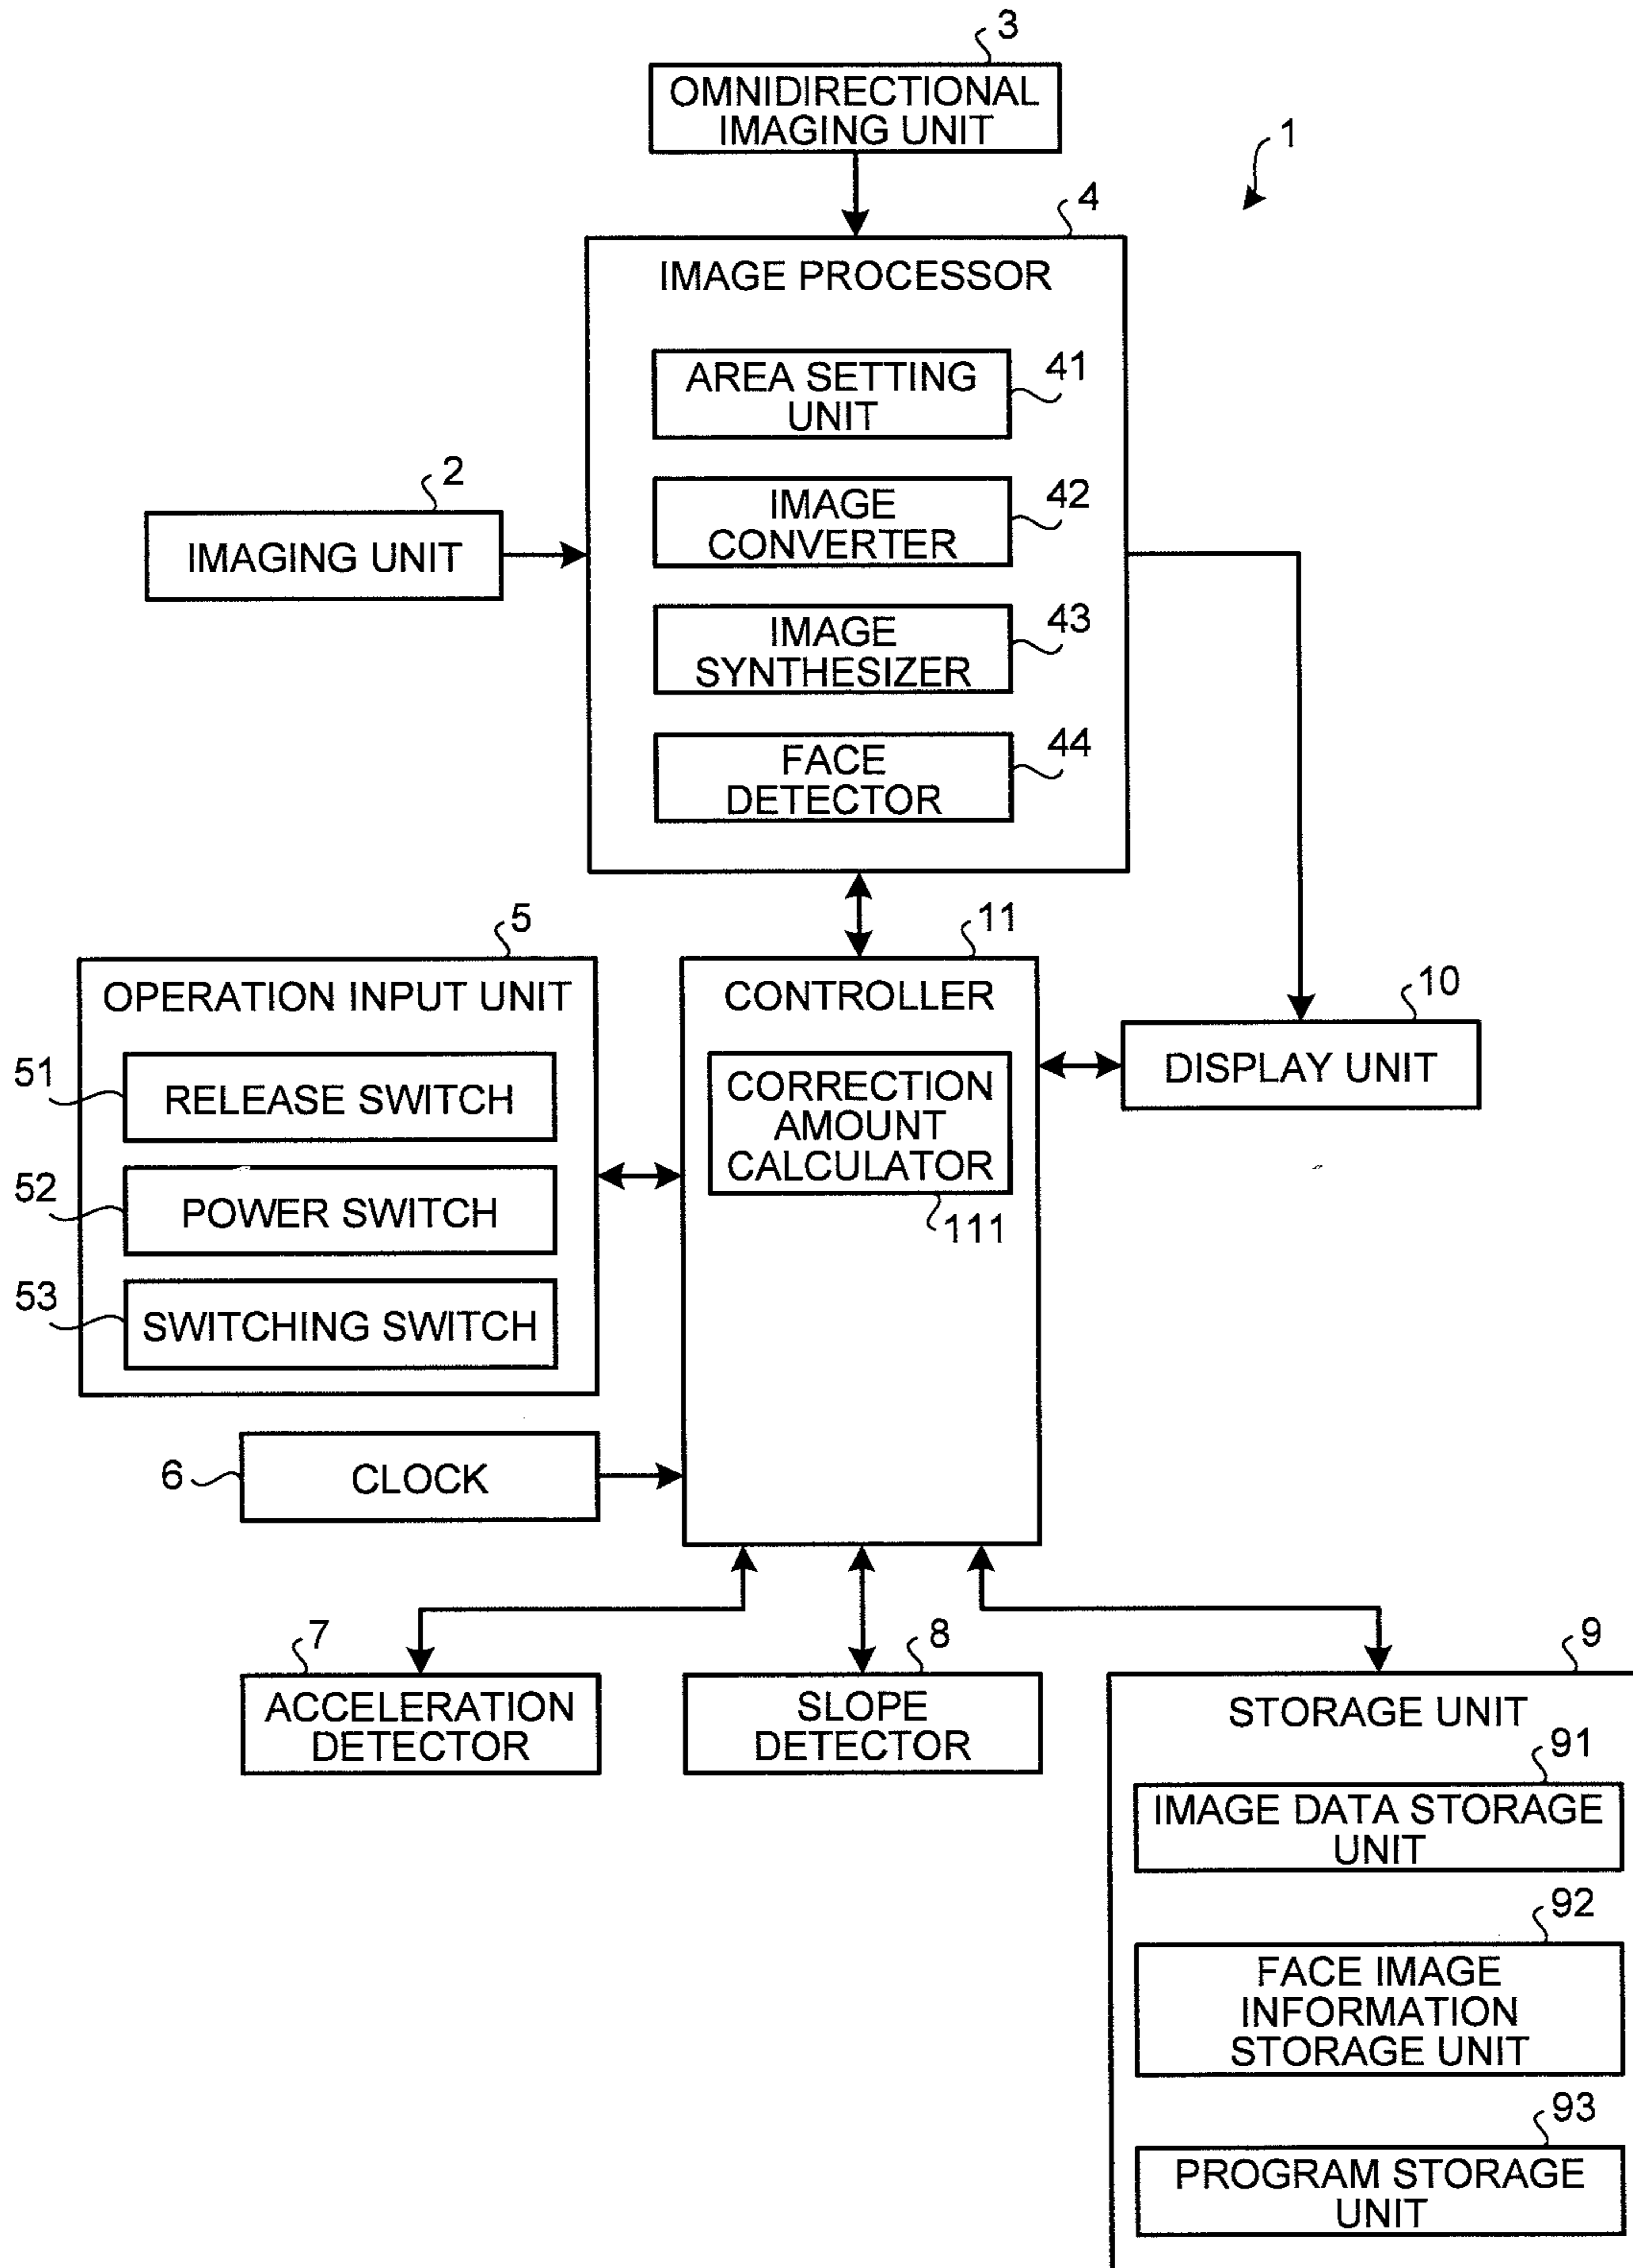 3
OMNIDIRECTIONAL
IMAGING UNIT
1
4
IMAGE PROCESSOR
AREA SETTING
UNIT
41
2
IMAGING UNIT
IMAGE
CONVERTER
42
IMAGE
SYNTHESIZER
43
FACE
DETECTOR
44
5
OPERATION INPUT UNIT
51
RELEASE SWITCH
52
POWER SWITCH
53
SWITCHING SWITCH
11
CONTROLLER
CORRECTION
AMOUNT
CALCULATOR
111
10
DISPLAY UNIT
6
CLOCK
7
ACCELERATION
DETECTOR
8
SLOPE
DETECTOR
9
STORAGE UNIT
91
IMAGE DATA STORAGE
UNIT
92
FACE IMAGE
INFORMATION
STORAGE UNIT
93
PROGRAM STORAGE
UNIT